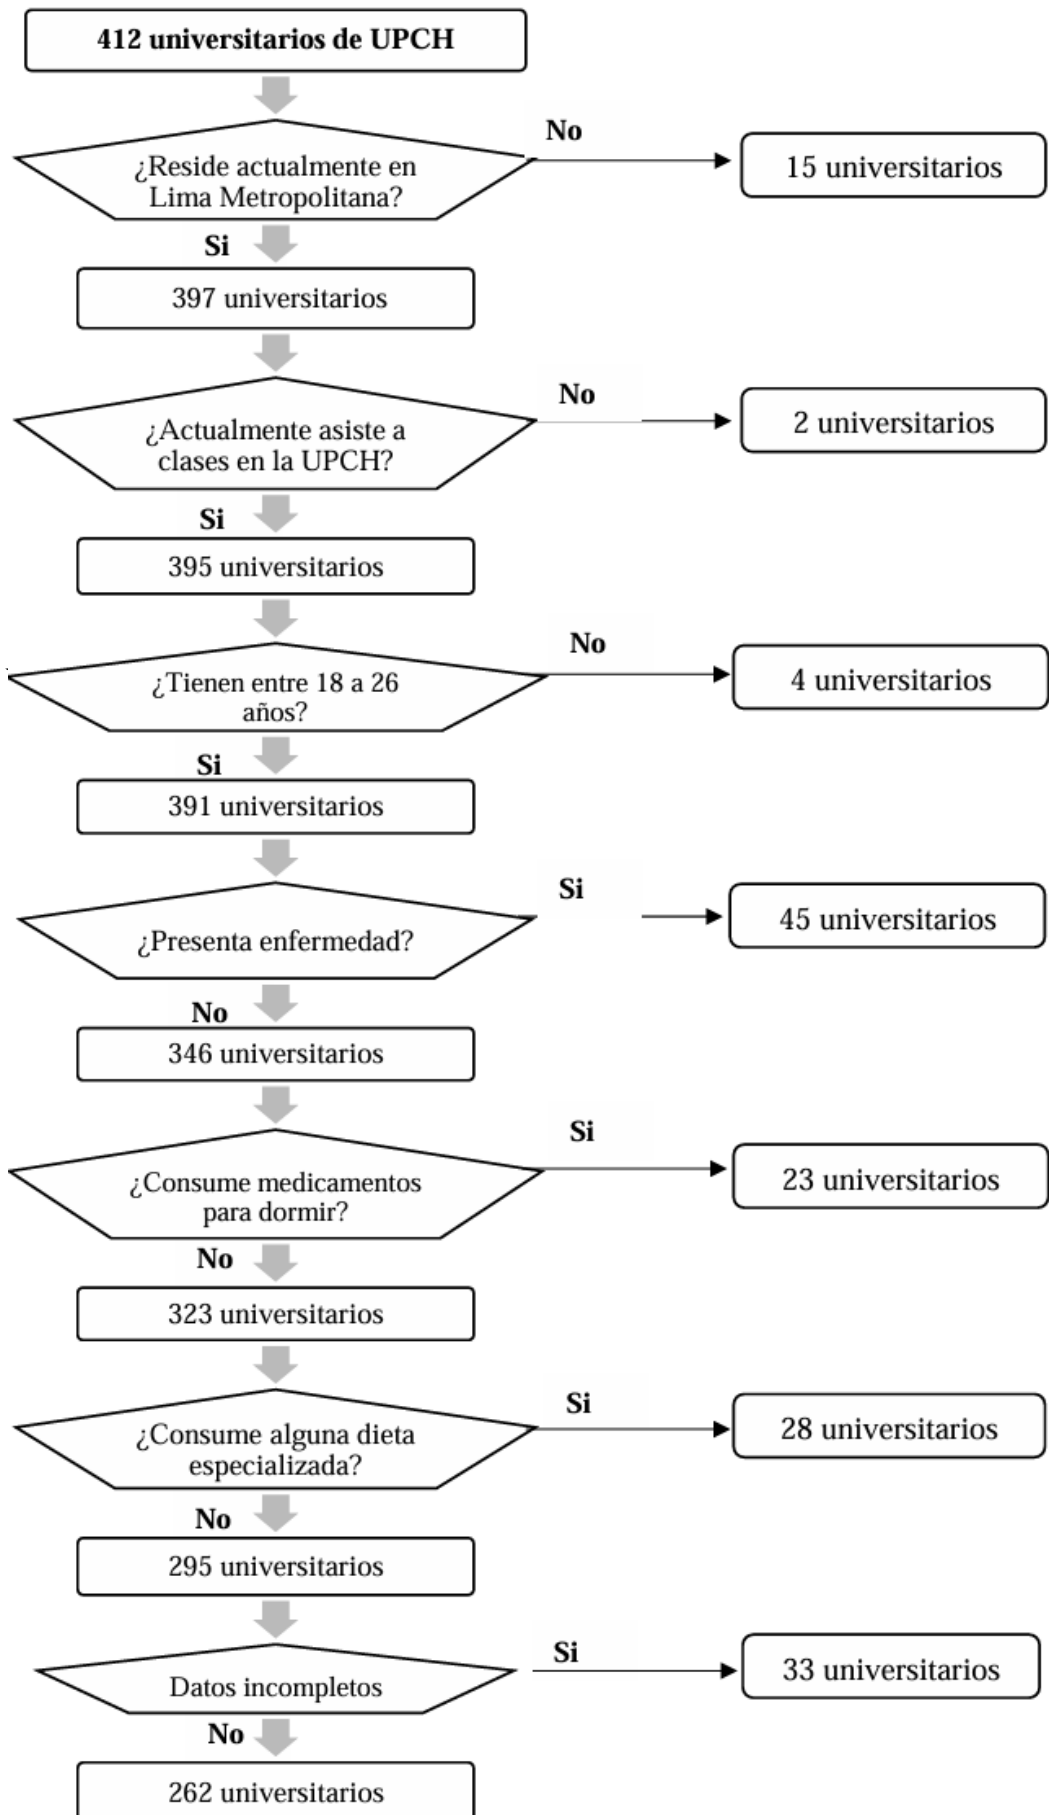 412 universitarios de UPCH
No
¿Reside actualmente en
Lima Metropolitana?
15 universitarios
Si
397 universitarios
No
¿Actualmente asiste a
clases en la UPCH?
2 universitarios
Si
395 universitarios
No
¿Tienen entre 18 a 26
años?
4 universitarios
Si
391 universitarios
Si
¿Presenta enfermedad?
45 universitarios
No
346 universitarios
Si
¿Consume medicamentos
para dormir?
23 universitarios
No
323 universitarios
Si
¿Consume alguna dieta
especializada?
28 universitarios
No
295 universitarios
Si
Datos incompletos
33 universitarios
No
262 universitarios